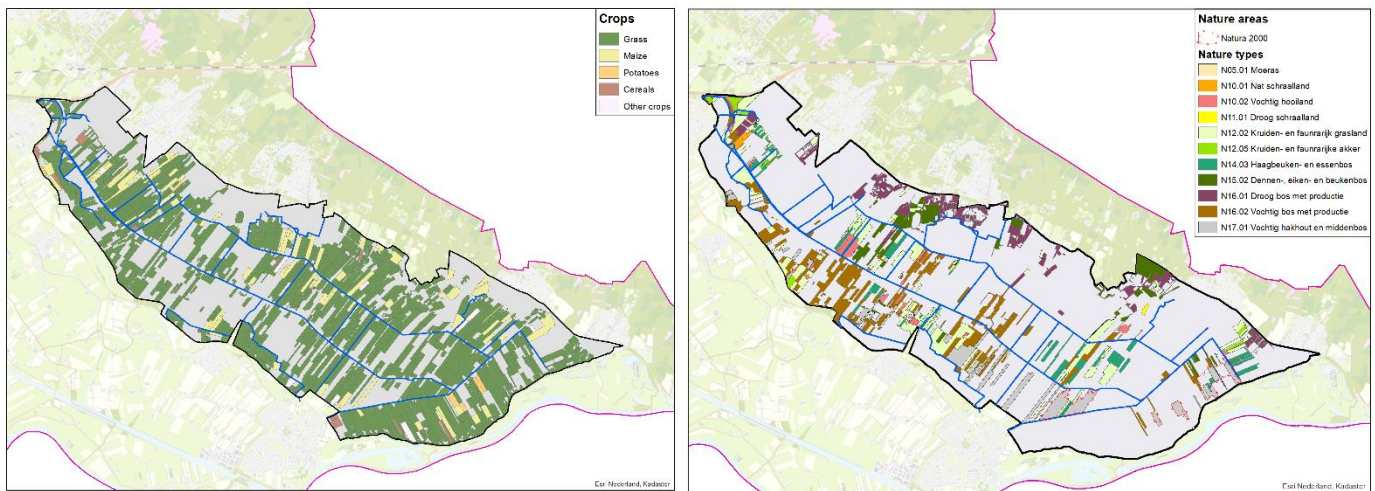 Crops
Grass
Maize
Potatoes
Cereals
Other crops
Esri Nederland, Kadaster
Nature areas
Natura 2000
Nature types
N05.01 Moeras
N10.01 Nat schraalland
N10.02 Vochtig hooiland
N11.01 Droog schraalland
N12.02 Kruiden- en faunarijk grasland
N12.05 Kruiden- en faunarijke akker
N14.03 Haagbeuken- en essenbos
N15.02 Dennen-, eiken- en beukenbos
N16.01 Droog bos met productie
N16.02 Vochtig bos met productie
N17.01 Vochtig hakhout en middenbos
Esri Nederland, Kadaster